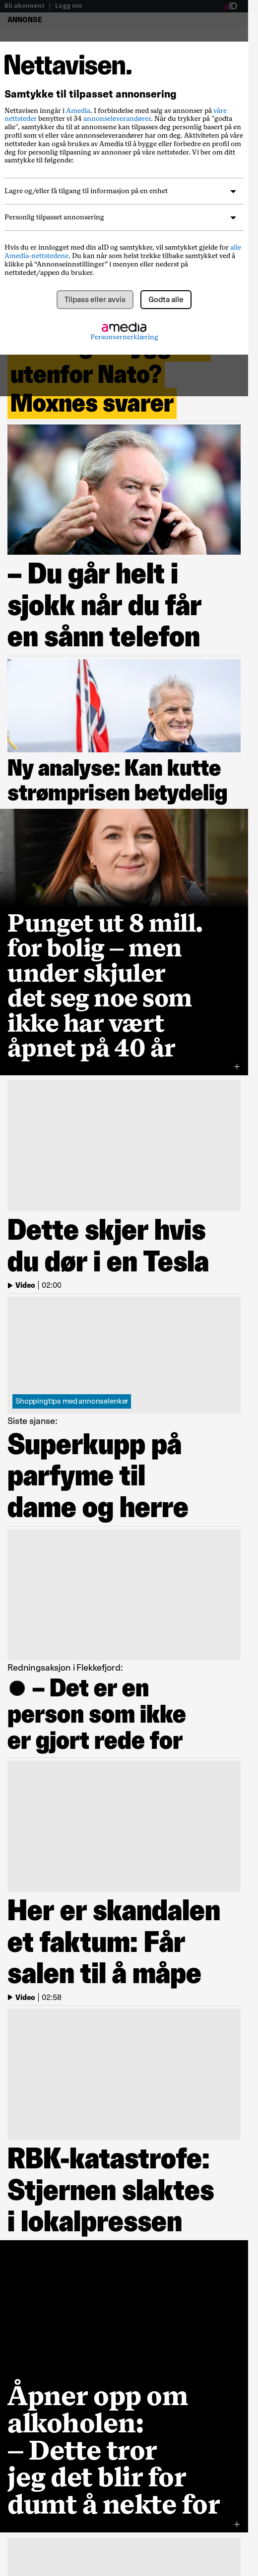 Bli abonnent | Logg inn
aID
ANNONSE
Nettavisen.
Samtykke til tilpasset annonsering
Nettavisen inngår i Amedia. I forbindelse med salg av annonser på våre
nettsteder benytter vi 34 annonseleverandører. Når du trykker på "godta
alle", samtykker du til at annonsene kan tilpasses deg personlig basert på en
profil som vi eller våre annonseleverandører har om deg. Aktiviteten på våre
nettsteder kan også brukes av Amedia til å bygge eller forbedre en profil om
deg for personlig tilpasning av annonser på våre nettsteder. Vi ber om ditt
samtykke til følgende:
Lagre og/eller få tilgang til informasjon på en enhet
Personlig tilpasset annonsering
Hvis du er innlogget med din aID og samtykker, vil samtykket gjelde for alle
Amedia-nettstedene. Du kan når som helst trekke tilbake samtykket ved å
klikke på “Annonseinnstillinger” i menyen eller nederst på
nettstedet/appen du bruker.
Tilpass eller avvis
Godta alle
amedia
Personvernerklæring
utenfor Nato?
Moxnes svarer
– Du går helt i
sjokk når du får
en sånn telefon
Ny analyse: Kan kutte
strømprisen betydelig
Punget ut 8 mill.
for bolig – men
under skjuler
det seg noe som
ikke har vært
åpnet på 40 år
+
Dette skjer hvis
du dør i en Tesla
Video | 02:00
Shoppingtips med annonselenker
Siste sjanse:
Superkupp på
parfyme til
dame og herre
Redningsaksjon i Flekkefjord:
● – Det er en
person som ikke
er gjort rede for
Her er skandalen
et faktum: Får
salen til å måpe
Video | 02:58
RBK-katastrofe:
Stjernen slaktes
i lokalpressen
Åpner opp om
alkoholen:
– Dette tror
jeg det blir for
dumt å nekte for
+